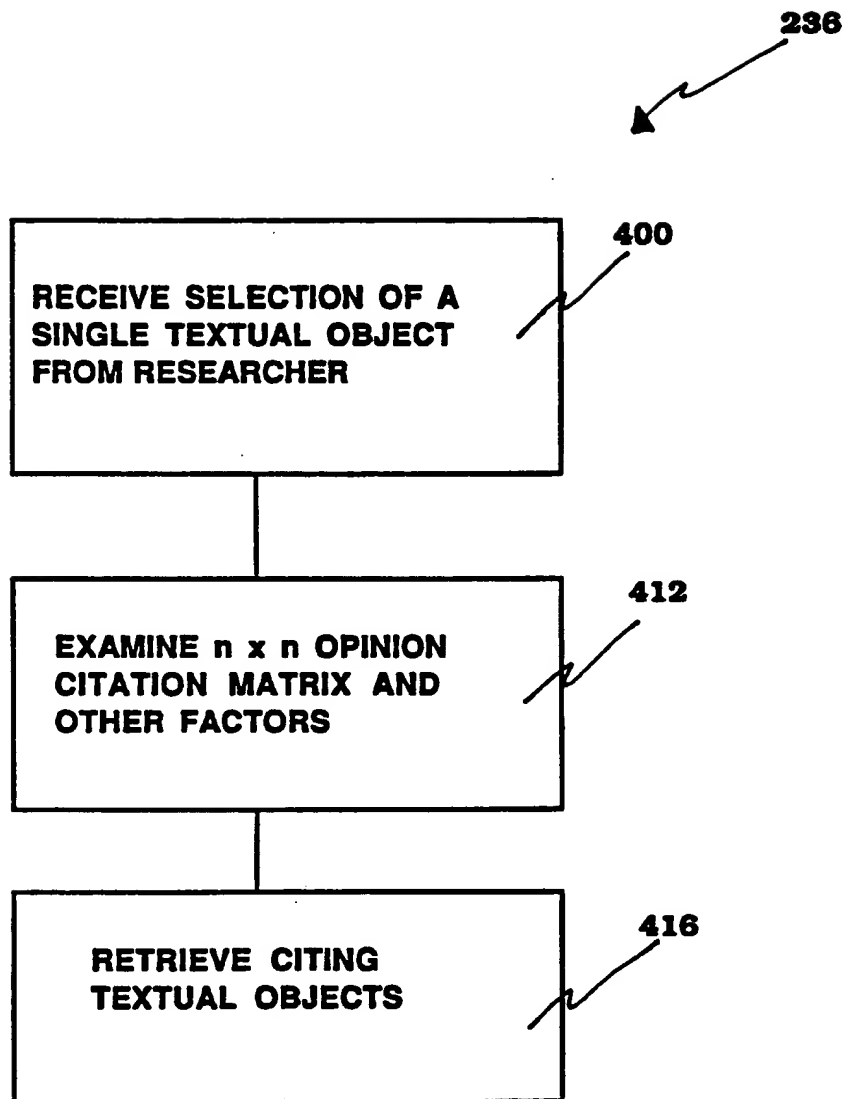 236
400
RECEIVE SELECTION OF A
SINGLE TEXTUAL OBJECT
FROM RESEARCHER
412
EXAMINE n x n OPINION
CITATION MATRIX AND
OTHER FACTORS
416
RETRIEVE CITING
TEXTUAL OBJECTS